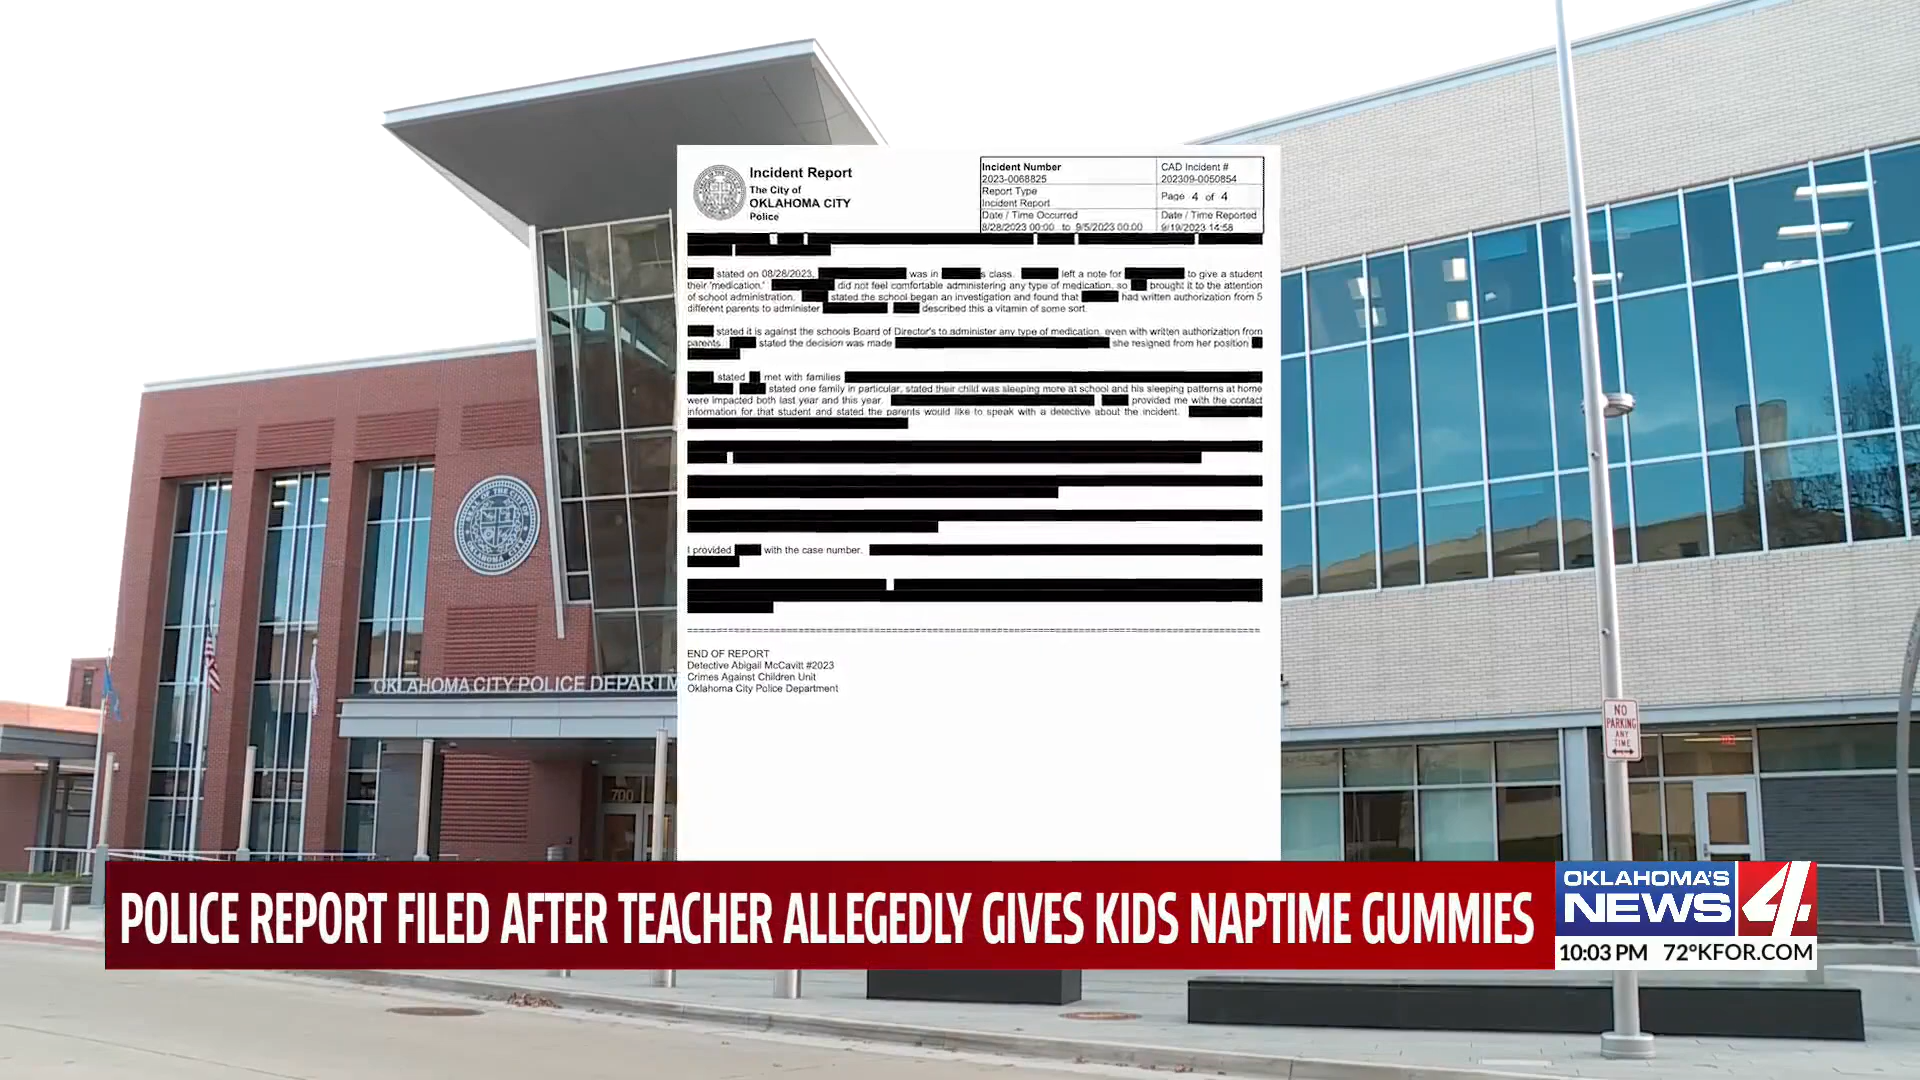 SEAL OF THE CITY OF
OKLAHOMA CITY
OKLAHOMA CITY POLICE DEPARTM
700
NO
PARKING
ANY
TIME
Incident Report
The City of
OKLAHOMA CITY
Police
Incident Number
2023-0068825
CAD Incident #
202309-0050854
Report Type
Incident Report
Page 4 of 4
Date / Time Occurred
8/28/2023 00:00 to 9/5/2023 00:00
Date / Time Reported
9/19/2023 14:58
stated on 08/28/2023, was in s class. left a note for to give a student
their 'medication.' did not feel comfortable administering any type of medication, so brought it to the attention
of school administration. stated the school began an investigation and found that had written authorization from 5
different parents to administer described this a vitamin of some sort.
stated it is against the schools Board of Director's to administer any type of medication, even with written authorization from
parents. stated the decision was made she resigned from her position
stated met with families
stated one family in particular, stated their child was sleeping more at school and his sleeping patterns at home
were impacted both last year and this year. provided me with the contact
information for that student and stated the parents would like to speak with a detective about the incident.
I provided with the case number.
END OF REPORT
Detective Abigail McCavitt #2023
Crimes Against Children Unit
Oklahoma City Police Department
POLICE REPORT FILED AFTER TEACHER ALLEGEDLY GIVES KIDS NAPTIME GUMMIES
OKLAHOMA'S
NEWS 4
10:03 PM 72° KFOR.COM